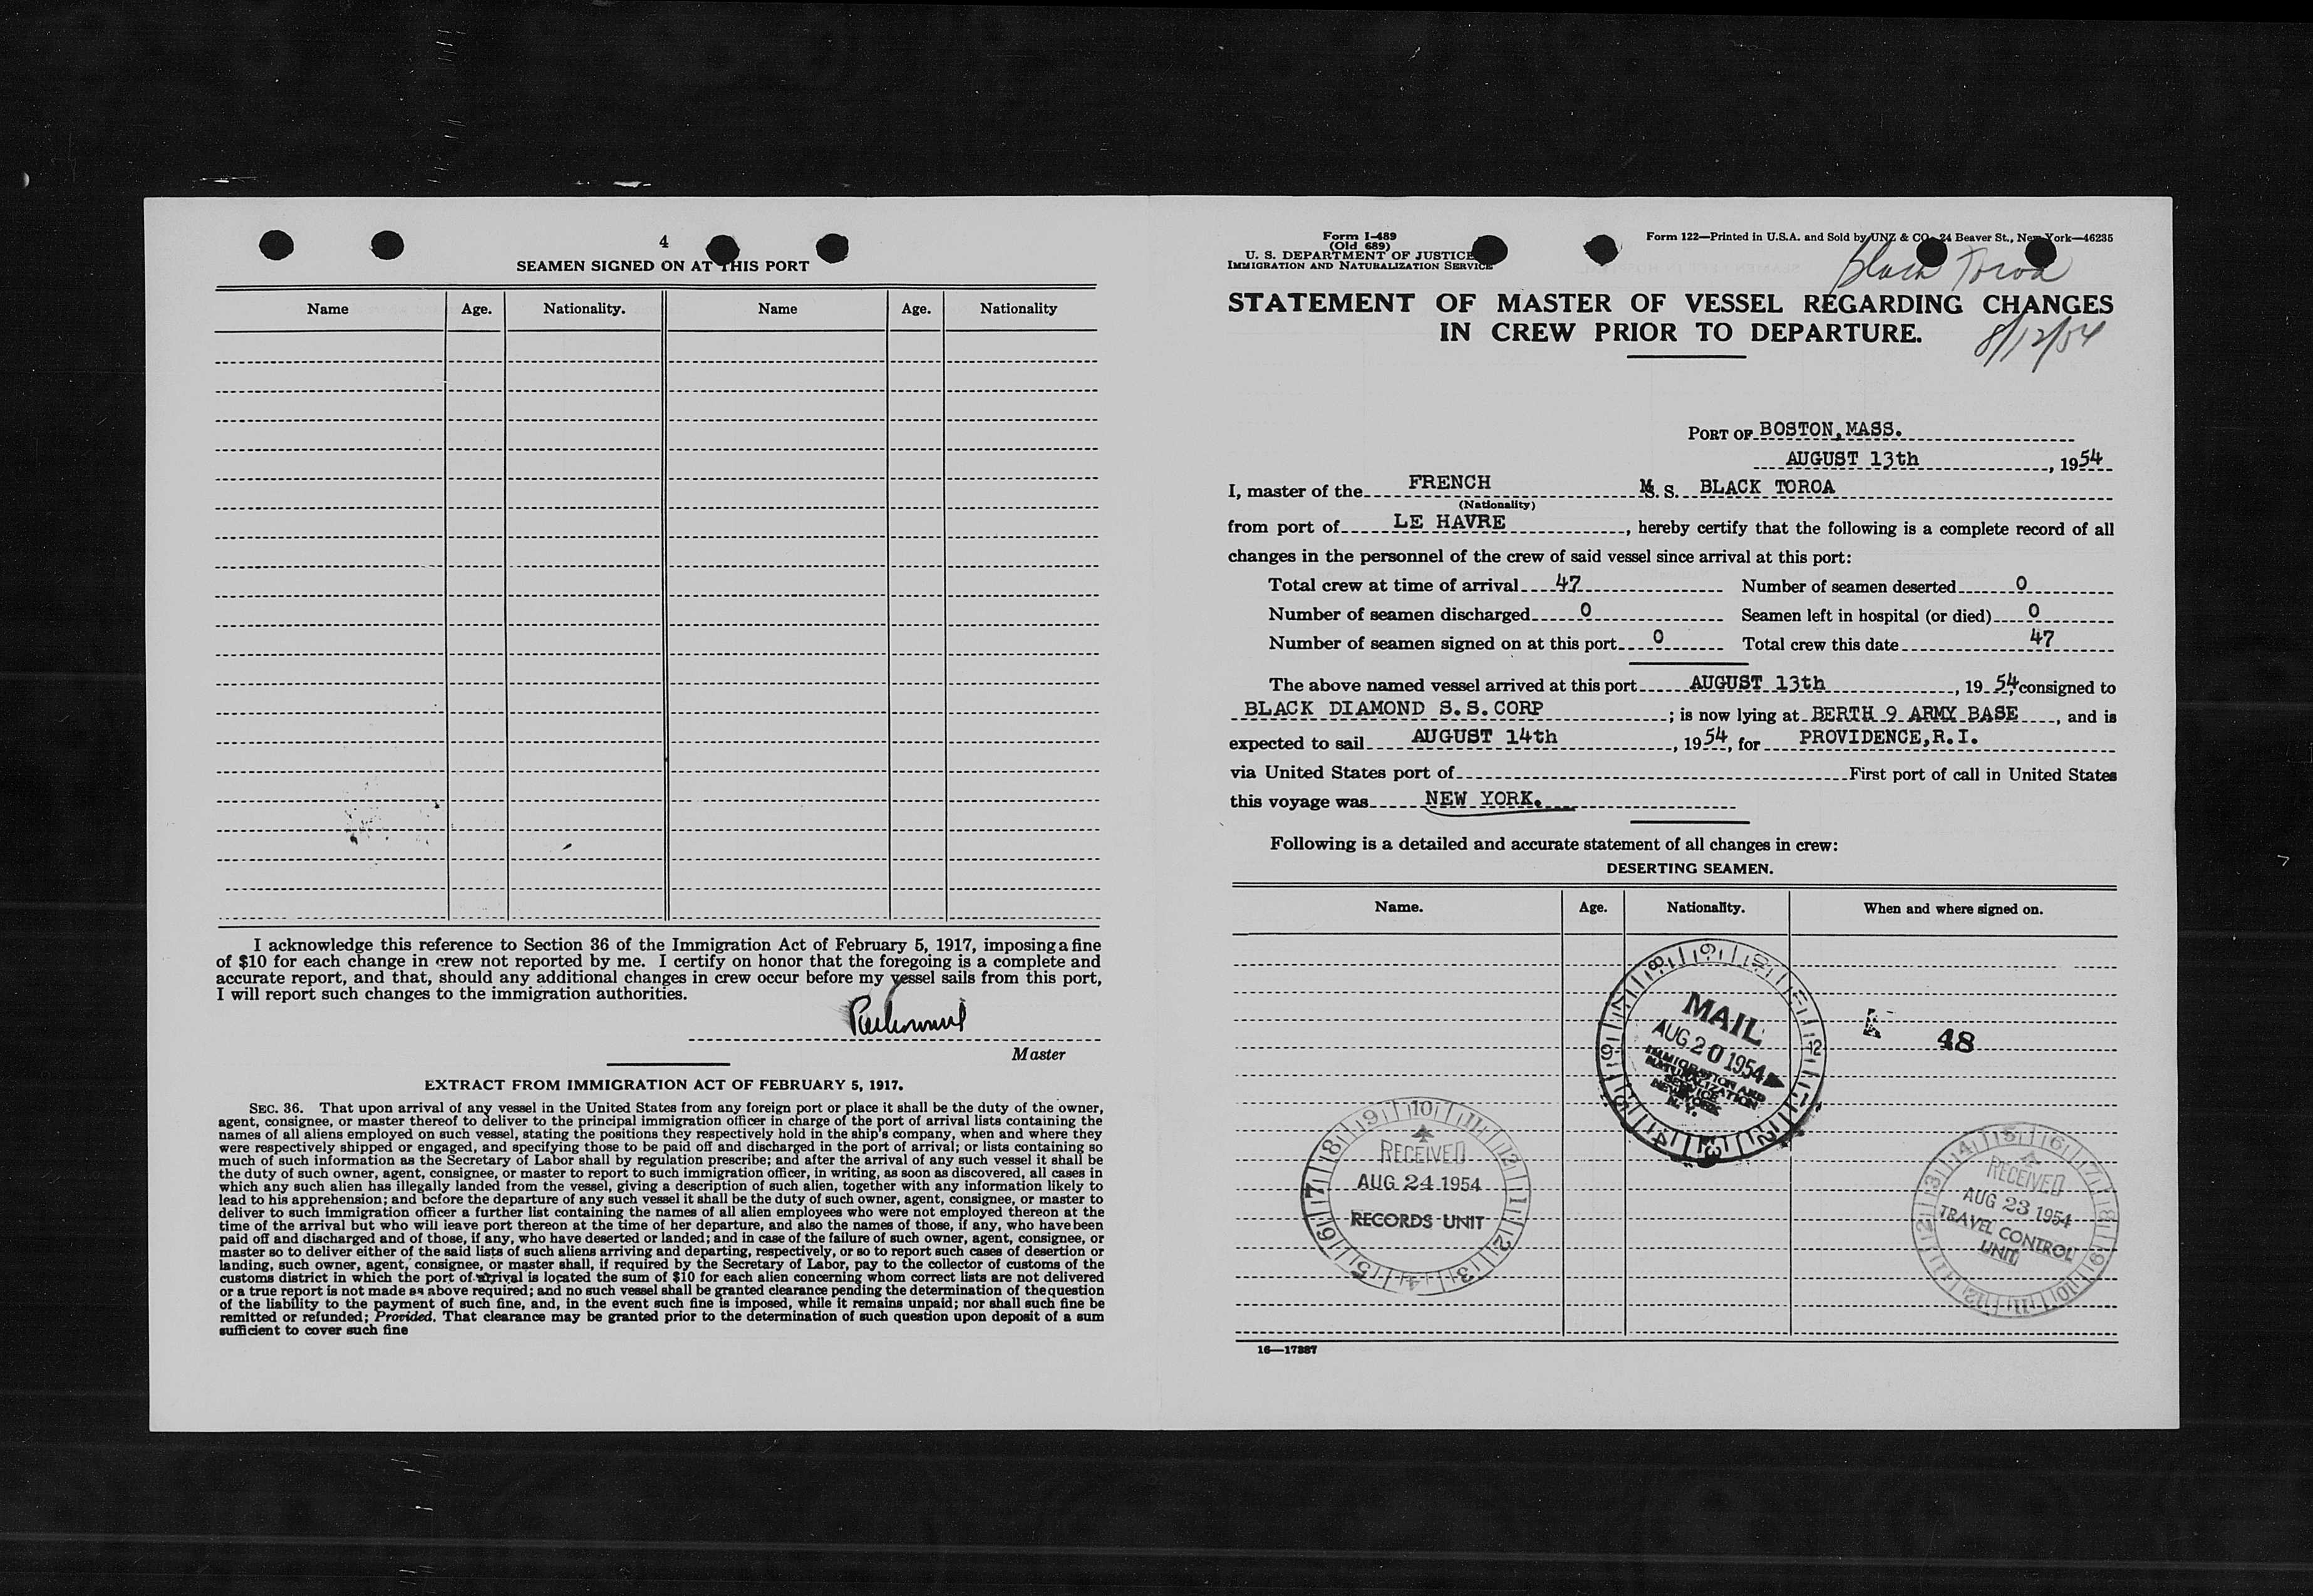 4
SEAMEN SIGNED ON AT THIS PORT
Name Age. Nationality. Name Age. Nationality
I acknowledge this reference to Section 36 of the Immigration Act of February 5, 1917, imposing a fine
of $10 for each change in crew not reported by me. I certify on honor that the foregoing is a complete and
accurate report, and that, should any additional changes in crew occur before my vessel sails from this port,
I will report such changes to the immigration authorities.
Master
EXTRACT FROM IMMIGRATION ACT OF FEBRUARY 5, 1917.
SEC. 36. That upon arrival of any vessel in the United States from any foreign port or place it shall be the duty of the owner,
agent, consignee, or master thereof to deliver to the principal immigration officer in charge of the port of arrival lists containing the
names of all aliens employed on such vessel, stating the positions they respectively hold in the ship's company, when and where they
were respectively shipped or engaged, and specifying those to be paid off and discharged in the port of arrival; or lists containing so
much of such information as the Secretary of Labor shall by regulation prescribe; and after the arrival of any such vessel it shall be
the duty of such owner, agent, consignee, or master to report to such immigration officer, in writing, as soon as discovered, all cases in
which any such alien has illegally landed from the vessel, giving a description of such alien, together with any information likely to
lead to his apprehension; and before the departure of any such vessel it shall be the duty of such owner, agent, consignee, or master to
deliver to such immigration officer a further list containing the names of all alien employees who were not employed thereon at the
time of the arrival but who will leave port thereon at the time of her departure, and also the names of those, if any, who have been
paid off and discharged and of those, if any, who have deserted or landed; and in case of the failure of such owner, agent, consignee, or
master so to deliver either of the said lists of such aliens arriving and departing, respectively, or so to report such cases of desertion or
landing, such owner, agent, consignee, or master shall, if required by the Secretary of Labor, pay to the collector of customs of the
customs district in which the port of arrival is located the sum of $10 for each alien concerning whom correct lists are not delivered
or a true report is not made as above required; and no such vessel shall be granted clearance pending the determination of the question
of the liability to the payment of such fine, and, in the event such fine is imposed, while it remains unpaid; nor shall such fine be
remitted or refunded; Provided, That clearance may be granted prior to the determination of such question upon deposit of a sum
sufficient to cover such fine
Form I-489
(Old 689)
U. S. DEPARTMENT OF JUSTICE
IMMIGRATION AND NATURALIZATION SERVICE
Form 122—Printed in U.S.A. and Sold by UNZ & CO. 24 Beaver St., New York—46235
Black Toroa
STATEMENT OF MASTER OF VESSEL REGARDING CHANGES
IN CREW PRIOR TO DEPARTURE.
8/12/54
PORT OF BOSTON, MASS.
AUGUST 13th, 1954
I, master of the FRENCH M. S. BLACK TOROA
(Nationality)
from port of LE HAVRE, hereby certify that the following is a complete record of all
changes in the personnel of the crew of said vessel since arrival at this port:
Total crew at time of arrival 47 Number of seamen deserted 0
Number of seamen discharged 0 Seamen left in hospital (or died) 0
Number of seamen signed on at this port 0 Total crew this date 47
The above named vessel arrived at this port AUGUST 13th, 1954, consigned to
BLACK DIAMOND S.S.CORP; is now lying at BERTH 9 ARMY BASE, and is
expected to sail AUGUST 14th, 1954, for PROVIDENCE, R.I.
via United States port of First port of call in United States
this voyage was NEW YORK.
Following is a detailed and accurate statement of all changes in crew:
DESERTING SEAMEN.
Name. Age. Nationality. When and where signed on.
MAIL
AUG 20 1954
IMMIGRATION AND
NATURALIZATION
SERVICE
NEW YORK
N.Y.
48
RECEIVED
AUG 24 1954
RECORDS UNIT
RECEIVED
AUG 23 1954
TRAVEL CONTROL
UNIT
16—17387